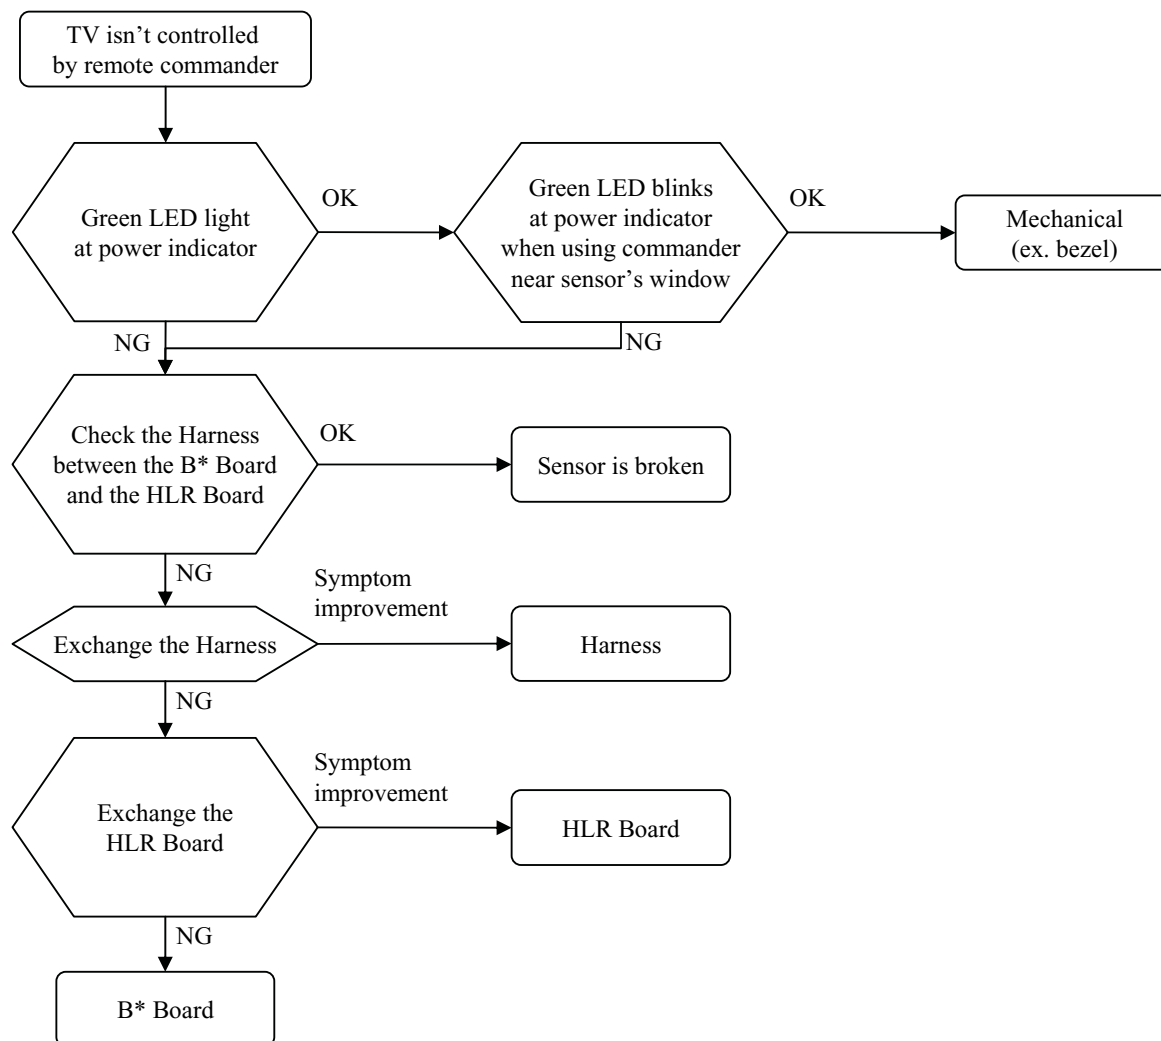 TV isn’t controlled
by remote commander
Green LED light
at power indicator
OK
Green LED blinks
at power indicator
when using commander
near sensor’s window
OK
Mechanical
(ex. bezel)
NG
NG
Check the Harness
between the B* Board
and the HLR Board
OK
Sensor is broken
NG
Exchange the Harness
Symptom
improvement
Harness
NG
Exchange the
HLR Board
Symptom
improvement
HLR Board
NG
B* Board